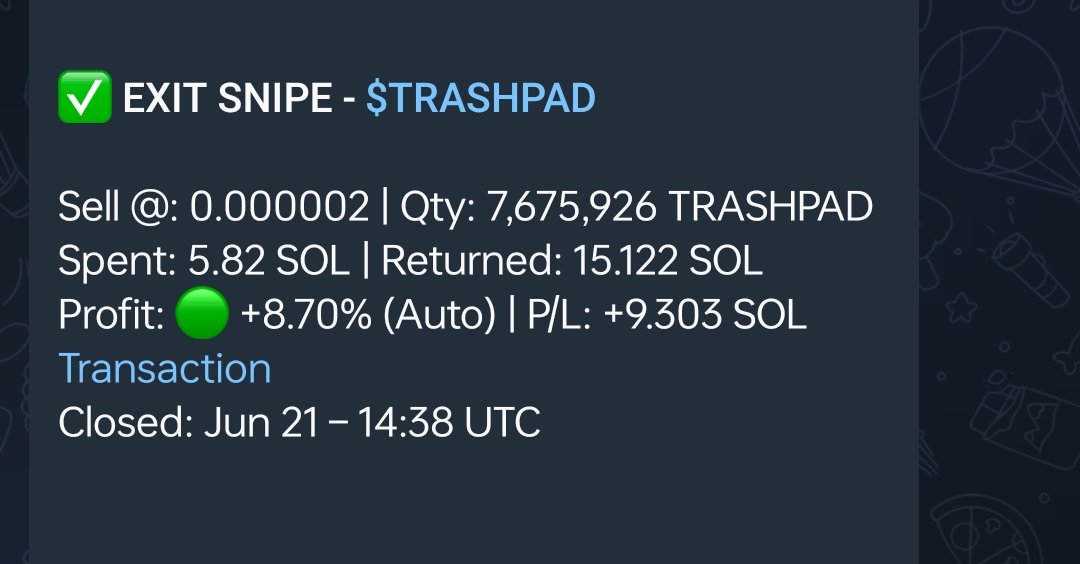 ✅ EXIT SNIPE - $TRASHPAD
Sell @: 0.000002 | Qty: 7,675,926 TRASHPAD
Spent: 5.82 SOL | Returned: 15.122 SOL
Profit: 🟢 +8.70% (Auto) | P/L: +9.303 SOL
Transaction
Closed: Jun 21 – 14:38 UTC